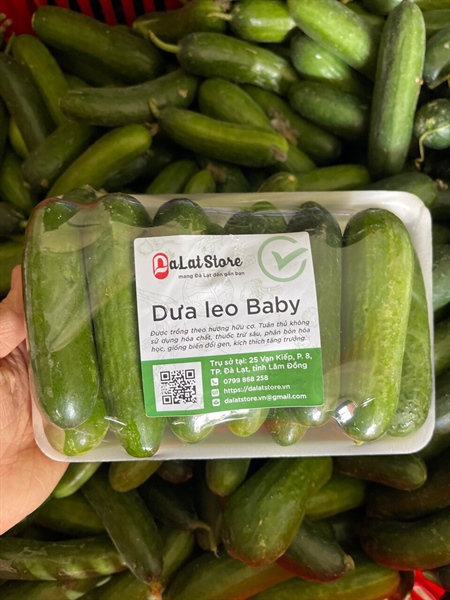 ĐaLat Store
mang Đà Lạt đến gần bạn
Dưa leo Baby
Được trồng theo hướng hữu cơ. Tuân thủ không
sử dụng hóa chất, thuốc trừ sâu, phân bón hóa
học, giống biến đổi gen, kích thích tăng trưởng.
Trụ sở tại: 25 Vạn Kiếp, P. 8,
TP. Đà Lạt, tỉnh Lâm Đồng
0799 868 258
https://dalatstore.vn
dalatstore.vn@gmail.com